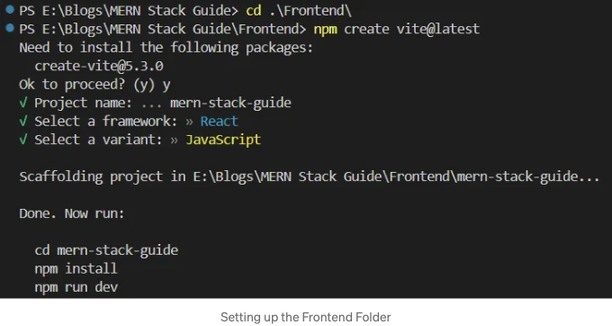 PS E:\Blogs\MERN Stack Guide> cd .\Frontend\
PS E:\Blogs\MERN Stack Guide\Frontend> npm create vite@latest
Need to install the following packages:
  create-vite@5.3.0
Ok to proceed? (y) y
√ Project name: ... mern-stack-guide
√ Select a framework: » React
√ Select a variant: » JavaScript
Scaffolding project in E:\Blogs\MERN Stack Guide\Frontend\mern-stack-guide...
Done. Now run:
  cd mern-stack-guide
  npm install
  npm run dev
Setting up the Frontend Folder